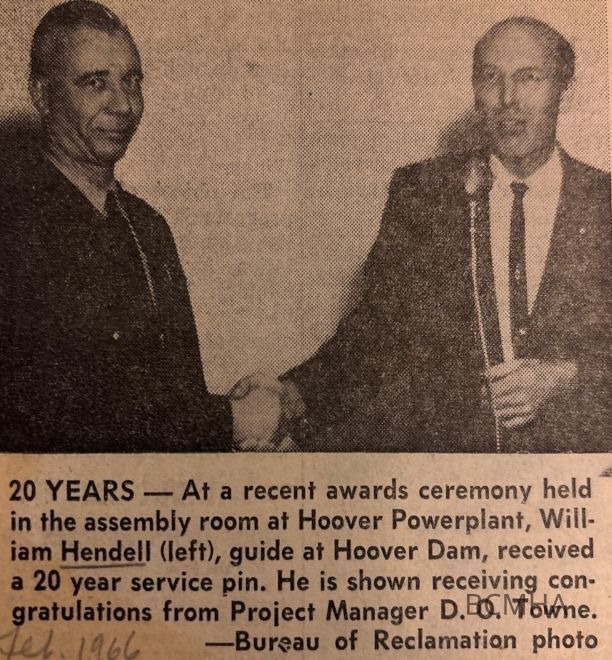 20 YEARS — At a recent awards ceremony held
in the assembly room at Hoover Powerplant, Will-
iam Hendell (left), guide at Hoover Dam, received
a 20 year service pin. He is shown receiving con-
gratulations from Project Manager D. O. Towne.
BCMHA
—Bureau of Reclamation photo
Feb. 1966